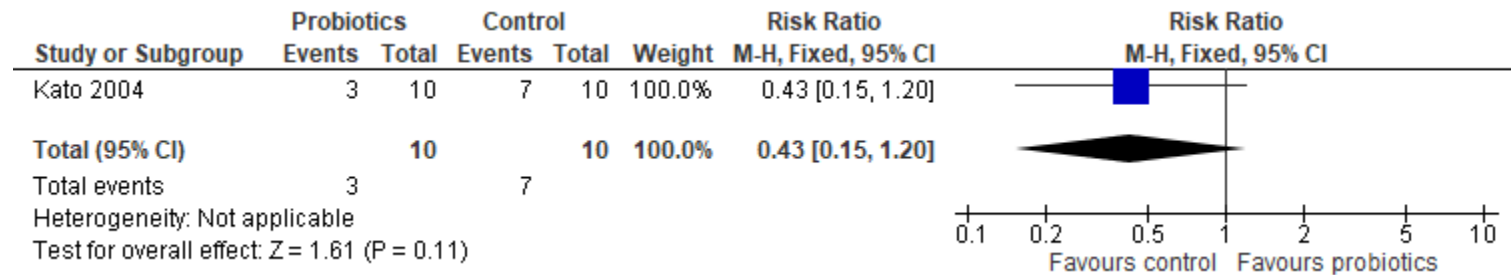 Probiotics Control Risk Ratio Risk Ratio
Study or Subgroup Events Total Events Total Weight M-H, Fixed, 95% CI M-H, Fixed, 95% CI
Kato 2004 3 10 7 10 100.0% 0.43 [0.15, 1.20]
Total (95% CI) 10 10 100.0% 0.43 [0.15, 1.20]
Total events 3 7
Heterogeneity: Not applicable
Test for overall effect: Z = 1.61 (P = 0.11)
0.1 0.2 0.5 1 2 5 10
Favours control Favours probiotics